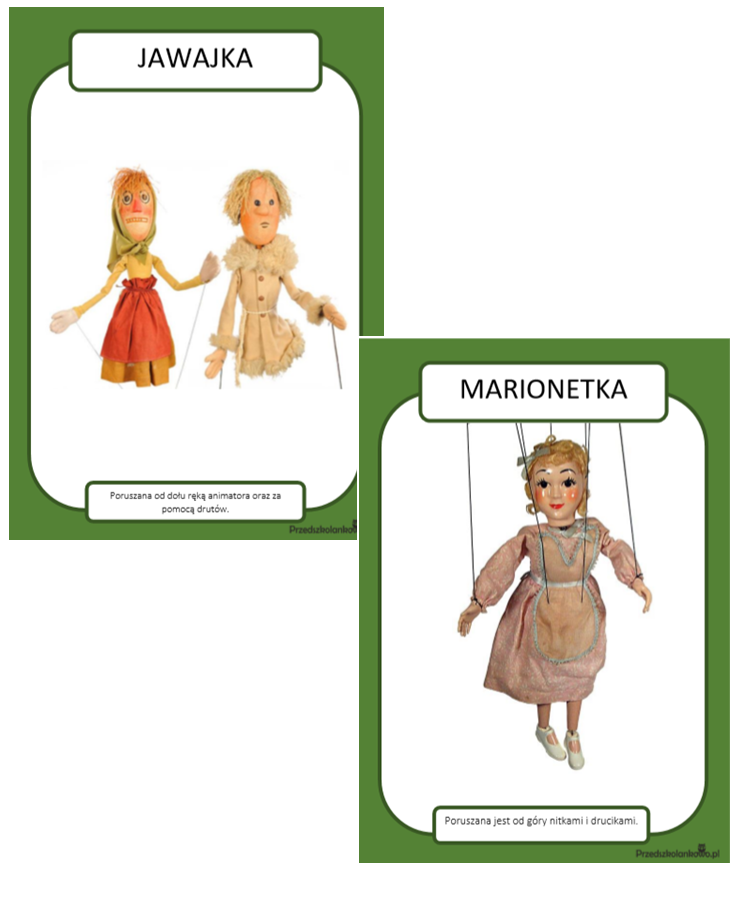 JAWAJKA
Poruszana od dołu ręką animatora oraz za
pomocą drutów.
Przedszkolankow
MARIONETKA
Poruszana jest od góry nitkami i drucikami.
Przedszkolankowo.pl